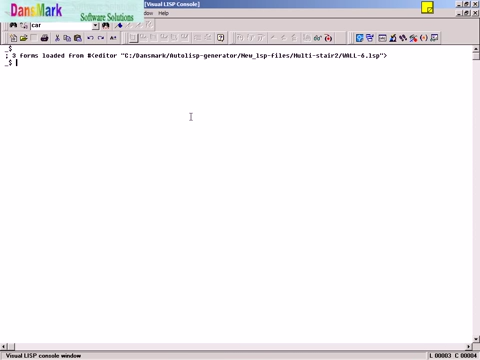 DansMark
Software Solutions
[Visual LISP Console]
Help
car
_$
; 3 forms loaded from #<editor "C:/Dansmark/Autolisp-generator/New_lsp-files/Multi-stair2/WALL-6.lsp">
_$
Visual LISP console window
L 00003 C 00004